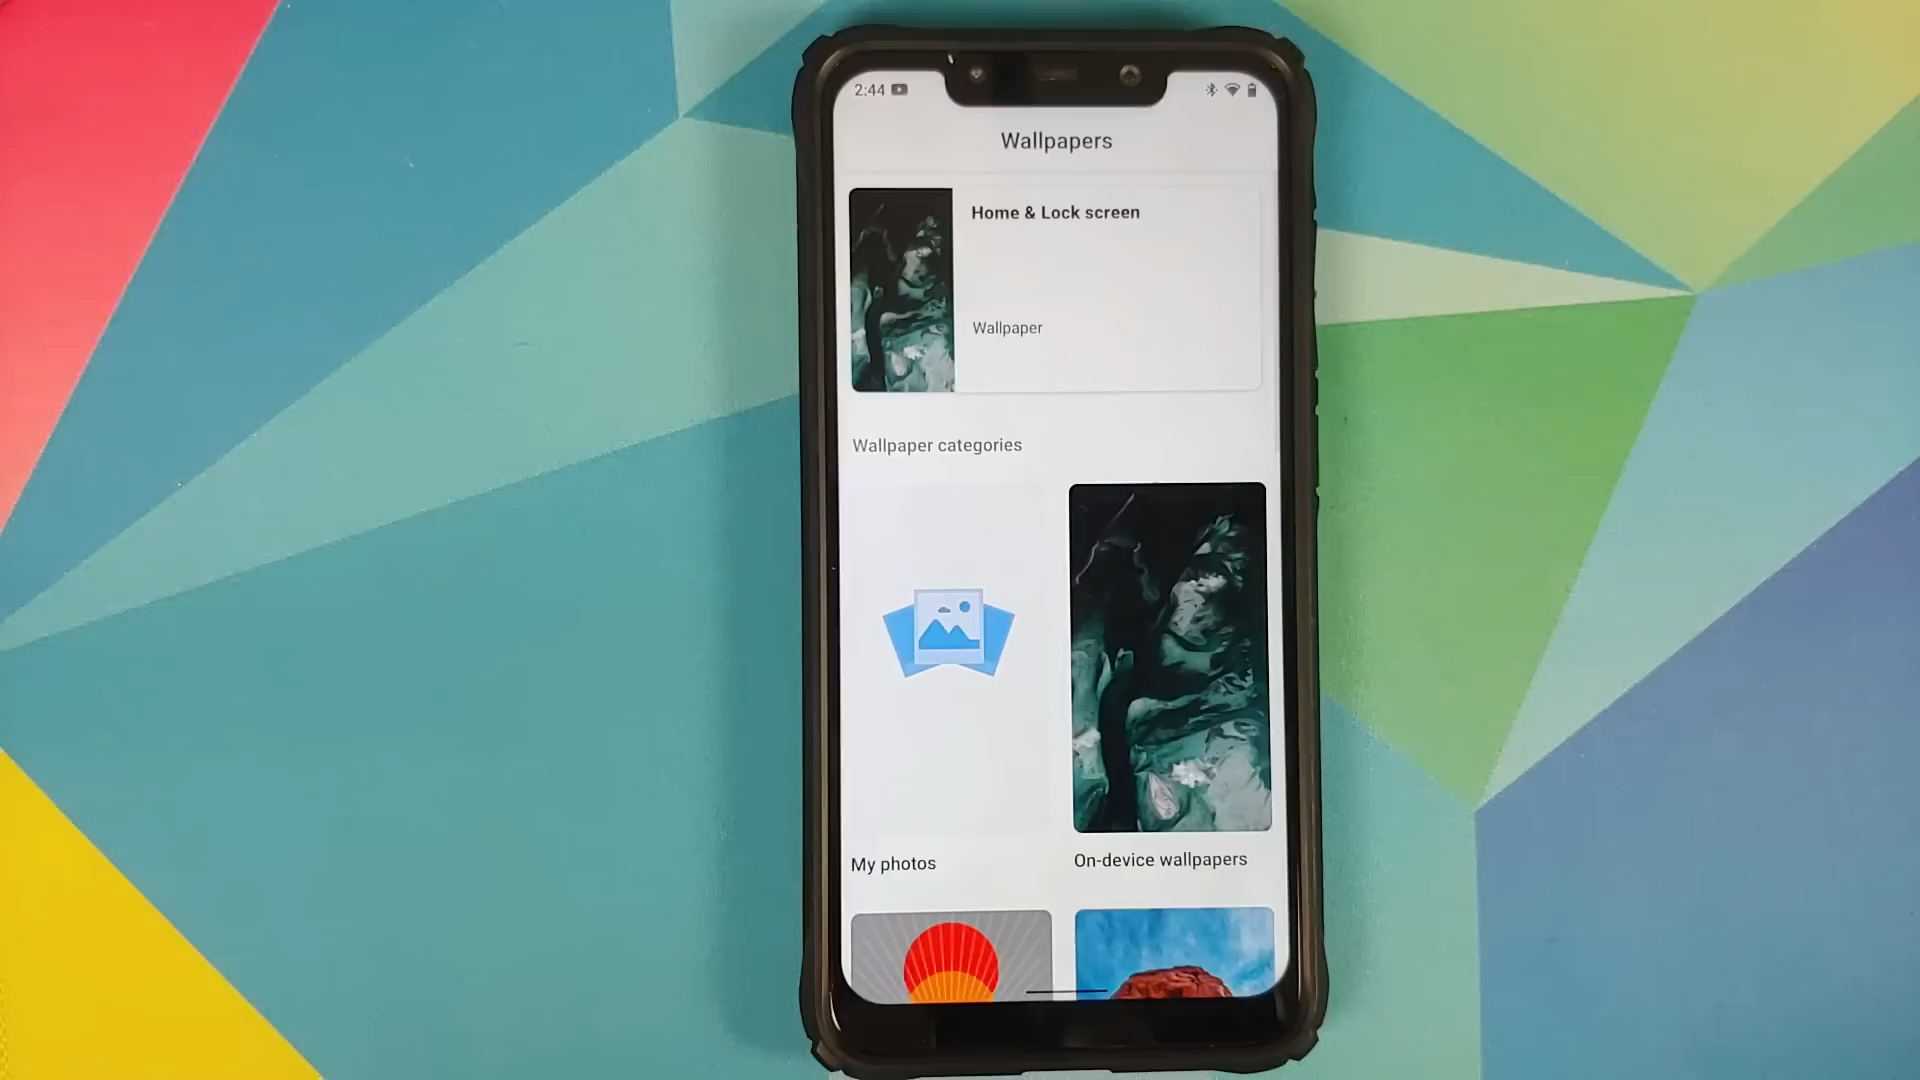 2:44
Wallpapers
Home & Lock screen
Wallpaper
Wallpaper categories
My photos
On-device wallpapers